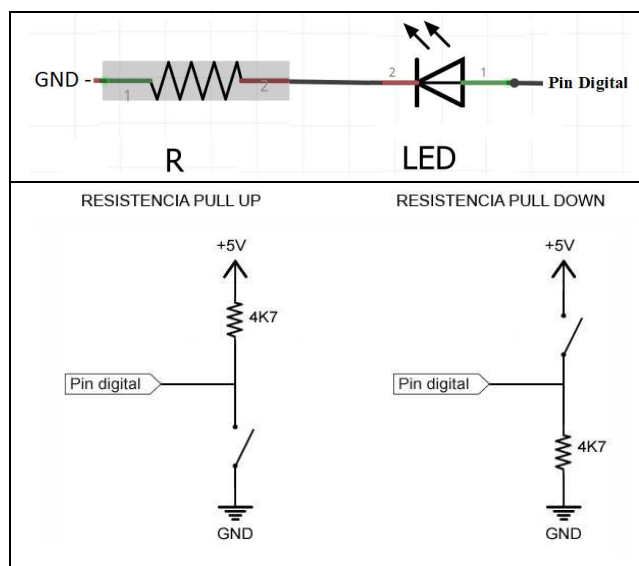 GND - 1 2 2 1 Pin Digital
R LED
RESISTENCIA PULL UP
RESISTENCIA PULL DOWN
+5V
+5V
4K7
Pin digital
Pin digital
4K7
GND
GND